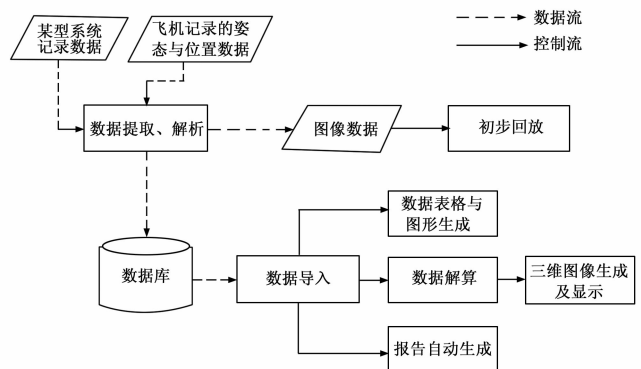 某型系统
记录数据
飞机记录的姿
态与位置数据
数据流
控制流
数据提取、解析
图像数据
初步回放
数据表格与
图形生成
数据库
数据导入
数据解算
三维图像生成
及显示
报告自动生成